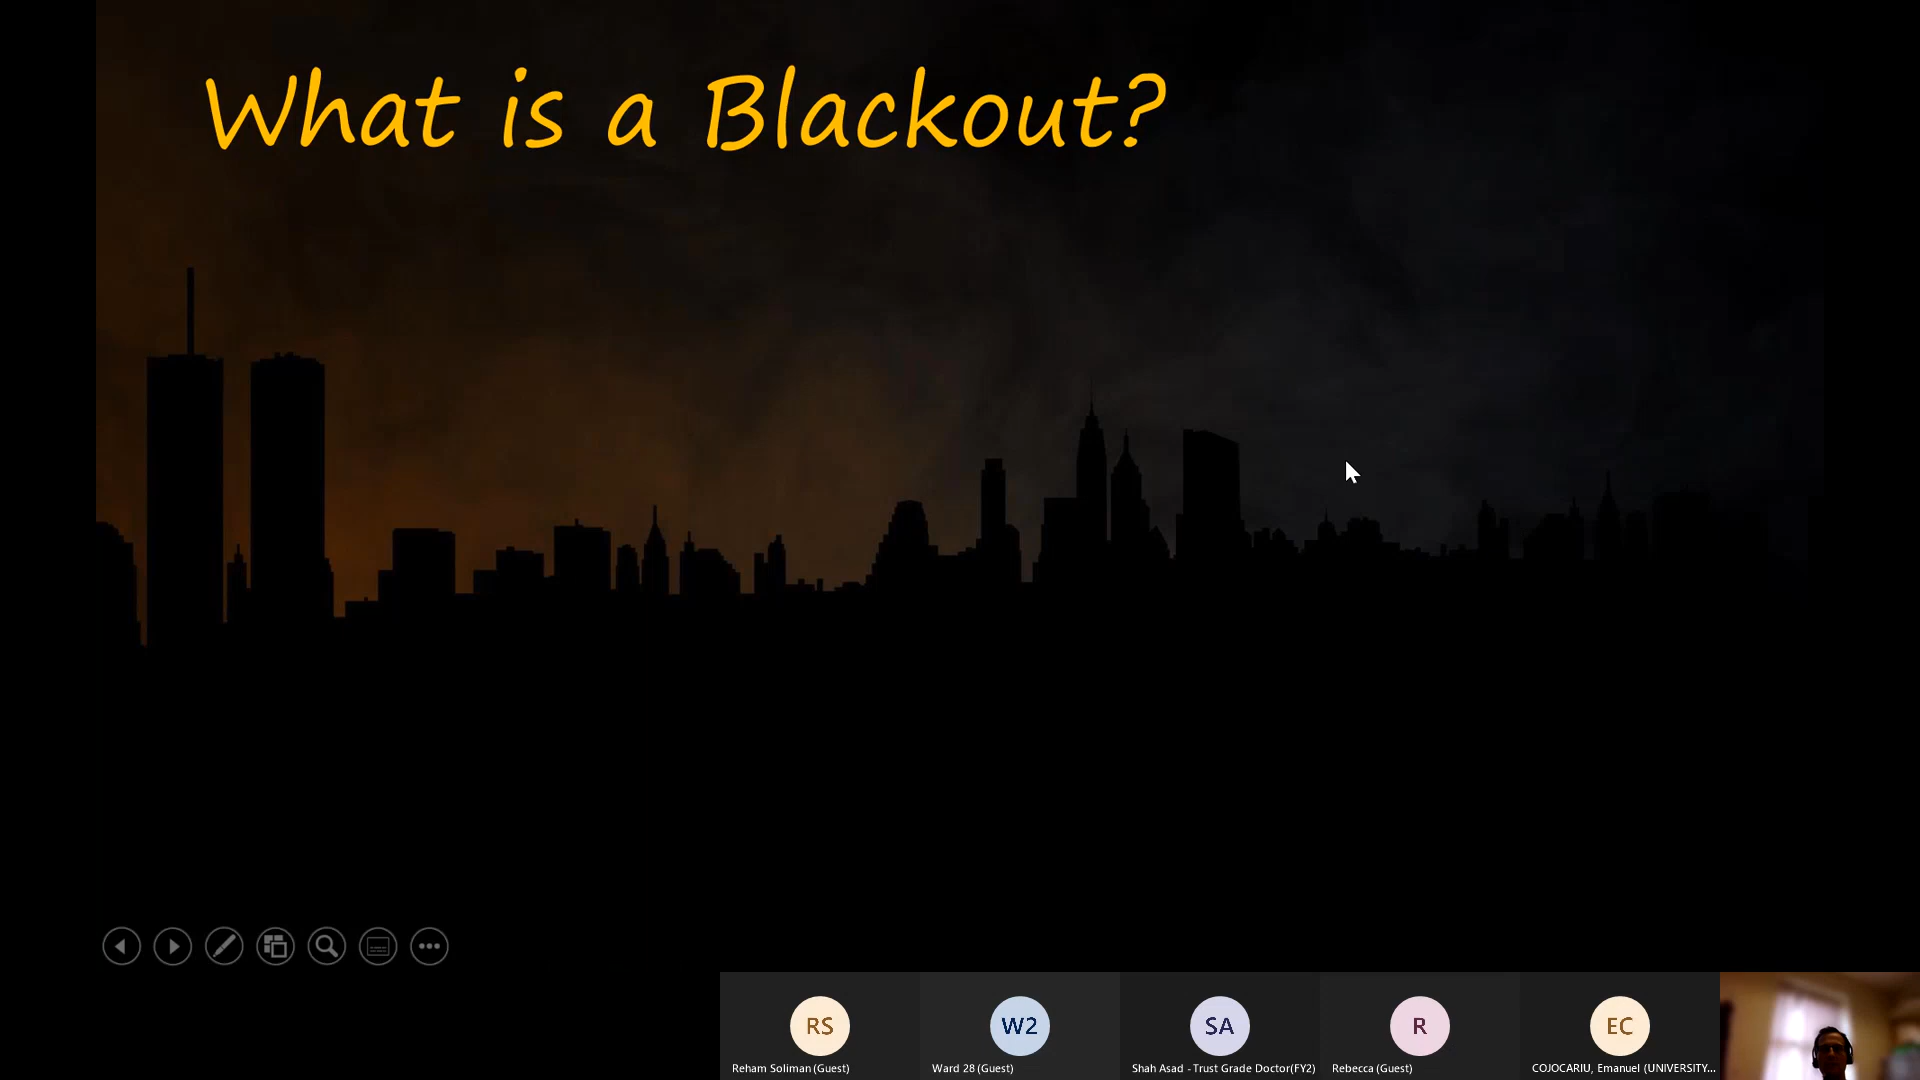 What is a Blackout?
RS
W2
SA
R
EC
Reham Soliman (Guest)
Ward 28 (Guest)
Shah Asad - Trust Grade Doctor(FY2)
Rebecca (Guest)
COJOCARIU, Emanuel (UNIVERSITY...